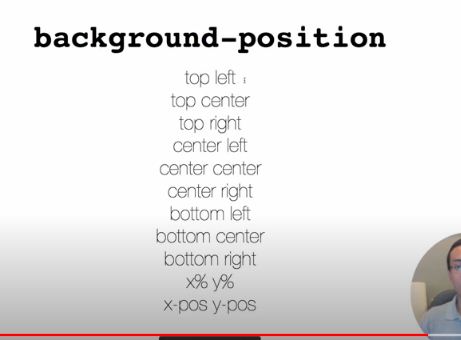 background-position
top left
top center
top right
center left
center center
center right
bottom left
bottom center
bottom right
x% y%
x-pos y-pos